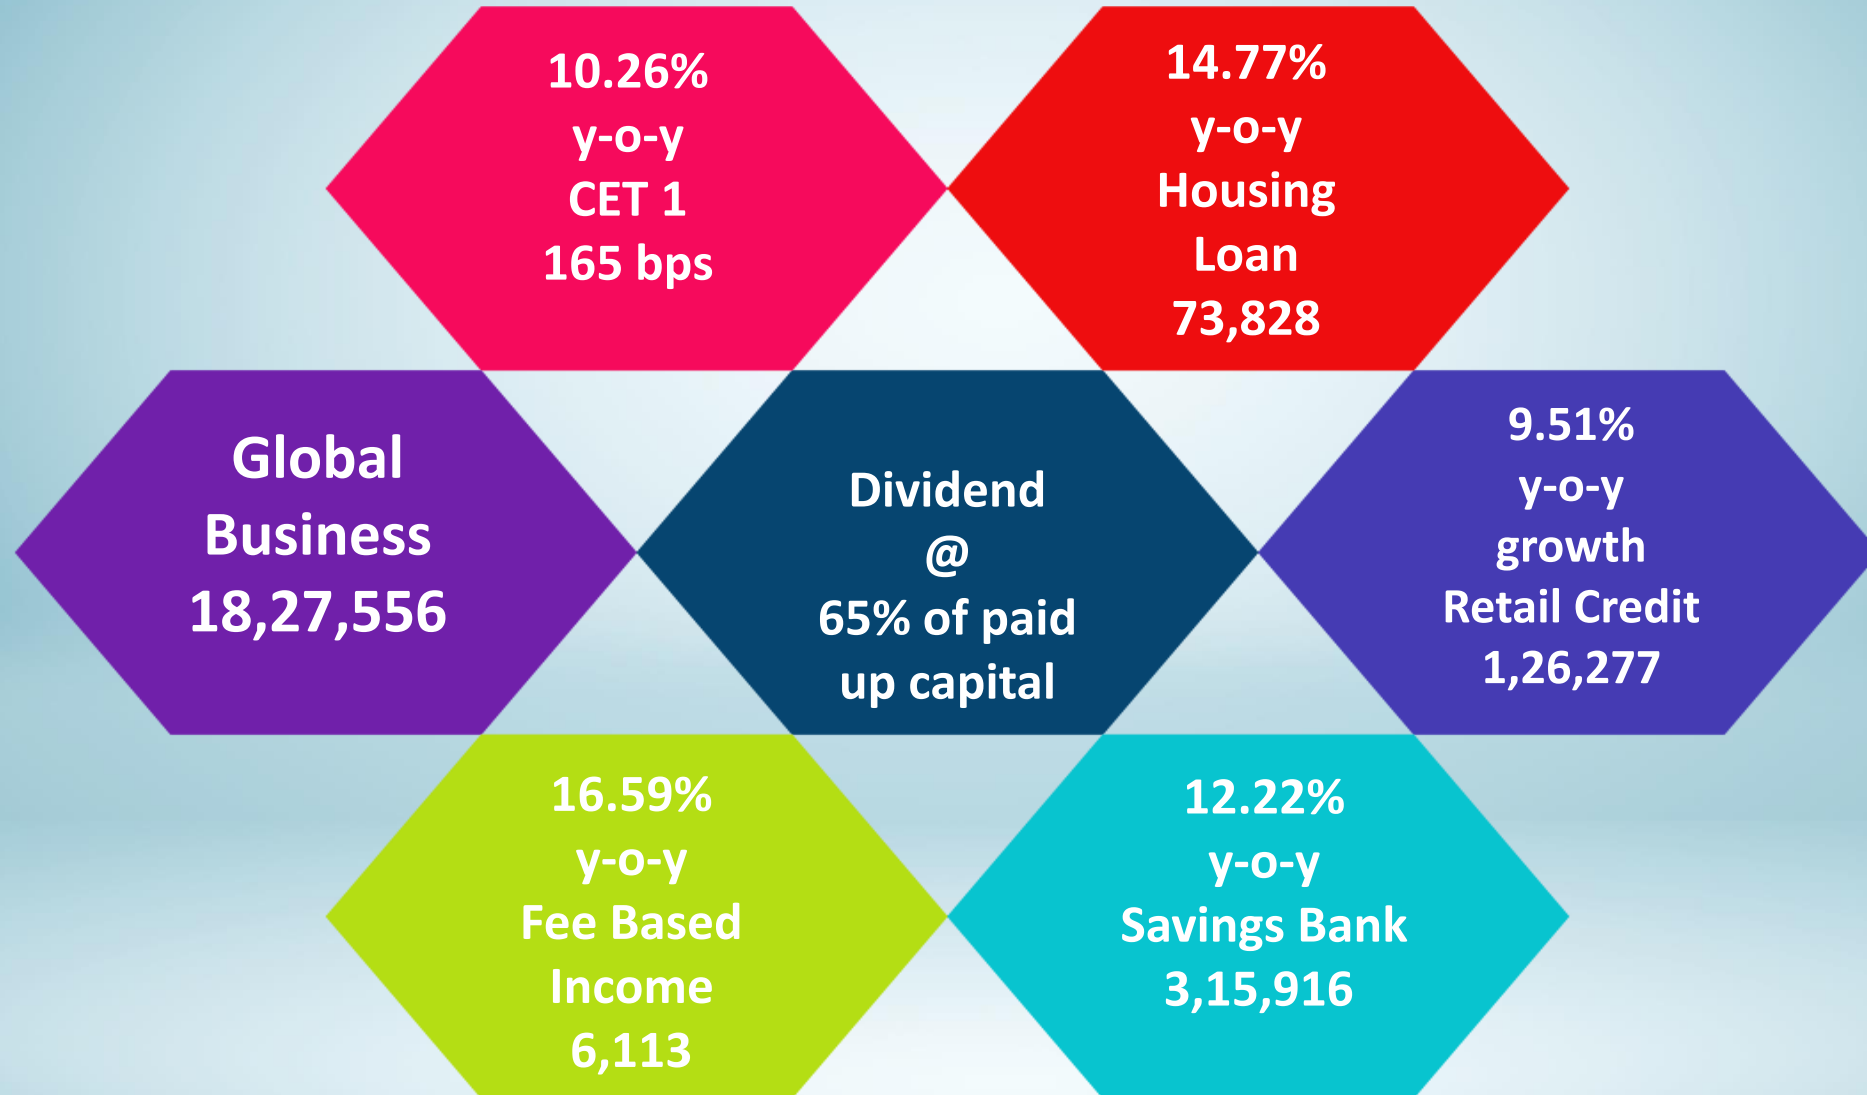 10.26%
y-o-y
CET 1
165 bps
14.77%
y-o-y
Housing
Loan
73,828
Global
Business
18,27,556
Dividend
@
65% of paid
up capital
9.51%
y-o-y
growth
Retail Credit
1,26,277
16.59%
y-o-y
Fee Based
Income
6,113
12.22%
y-o-y
Savings Bank
3,15,916